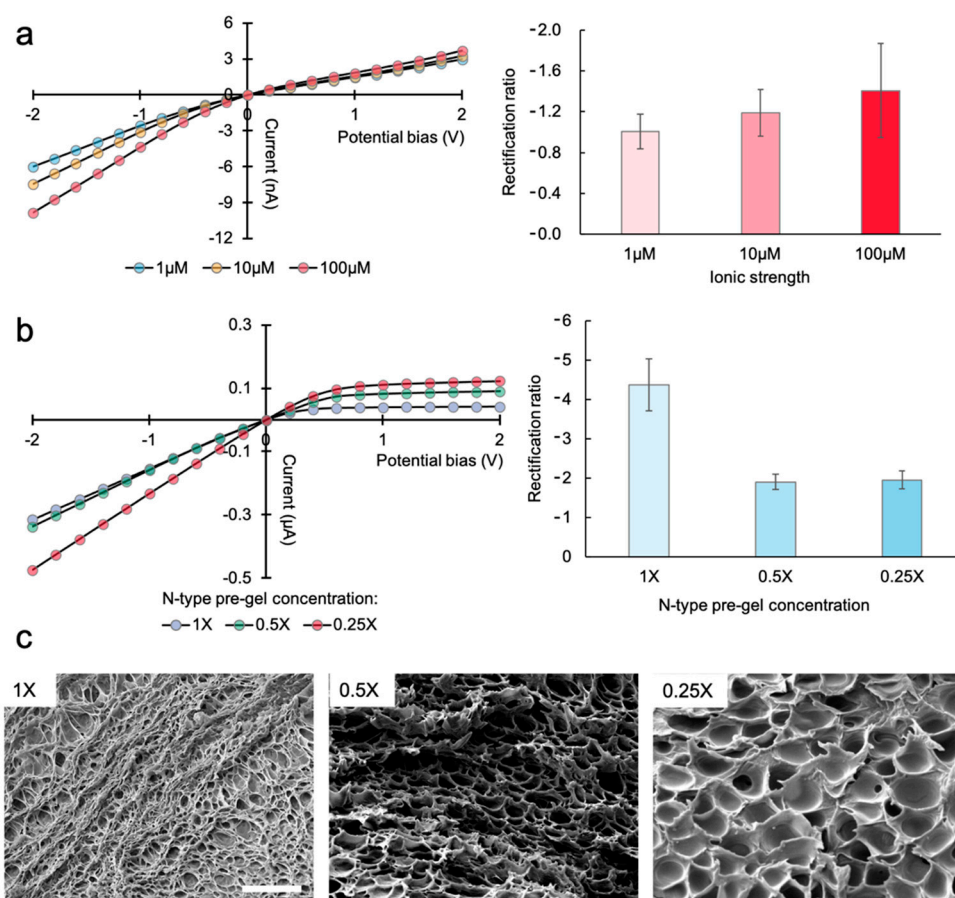 a
6
3
0
-3
-6
-9
-12
-2
-1
0
1
2
Potential bias (V)
Current (nA)
1μM 10μM 100μM
-2.0
-1.6
-1.2
-0.8
-0.4
-0.0
Rectification ratio
1μM 10μM 100μM
Ionic strength
b
0.3
0.1
-0.1
-0.3
-0.5
-2
-1
0
1
2
Potential bias (V)
Current (μA)
N-type pre-gel concentration:
1X 0.5X 0.25X
-6
-5
-4
-3
-2
-1
0
Rectification ratio
1X 0.5X 0.25X
N-type pre-gel concentration
c
1X 0.5X 0.25X